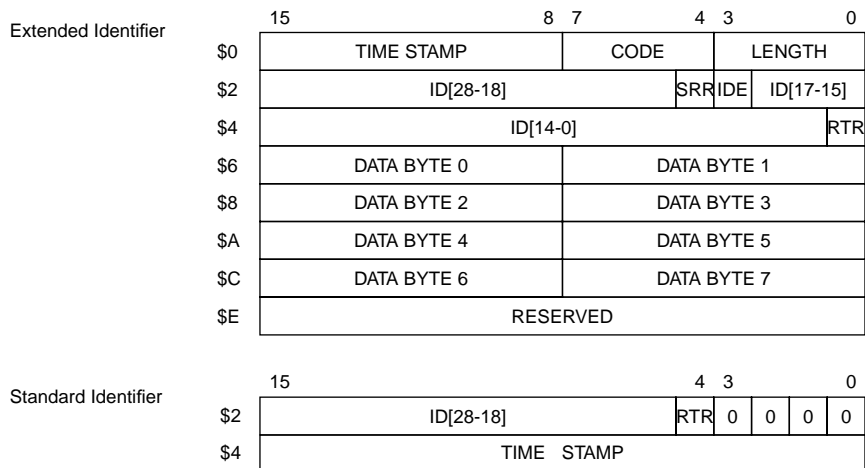 Extended Identifier
15 8 7 4 3 0
$0 TIME STAMP CODE LENGTH
$2 ID[28-18] SRR IDE ID[17-15]
$4 ID[14-0] RTR
$6 DATA BYTE 0 DATA BYTE 1
$8 DATA BYTE 2 DATA BYTE 3
$A DATA BYTE 4 DATA BYTE 5
$C DATA BYTE 6 DATA BYTE 7
$E RESERVED
Standard Identifier
15 4 3 0
$2 ID[28-18] RTR 0 0 0 0
$4 TIME STAMP